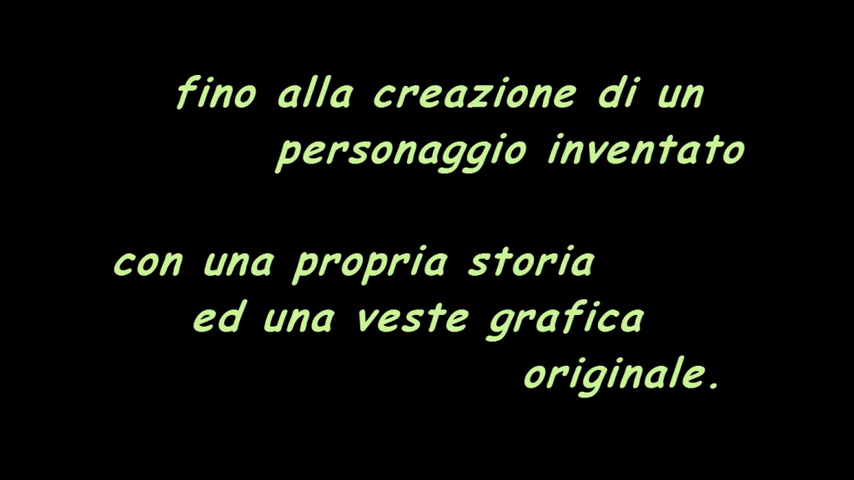 fino alla creazione di un
personaggio inventato
con una propria storia
ed una veste grafica
originale.